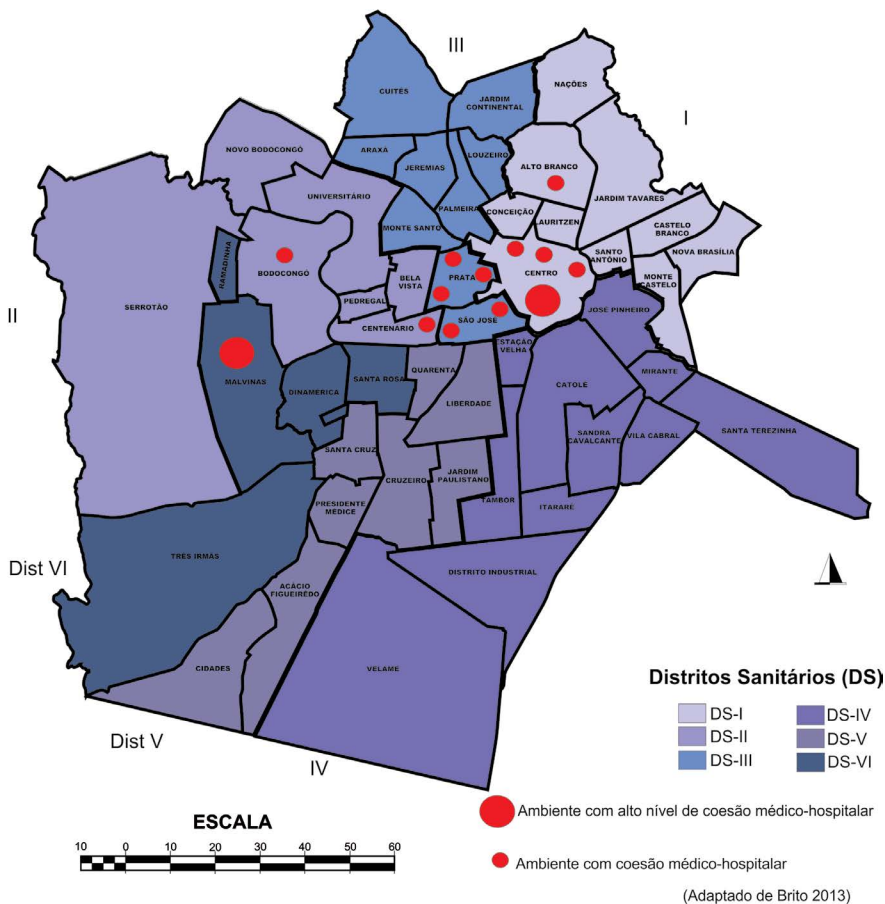 III
CUITÉS
JARDIM
CONTINENTAL
NAÇÕES
I
NOVO BODOCONGÓ
ARAXÁ
JEREMIAS
LOUZEIRO
ALTO BRANCO
UNIVERSITÁRIO
PALMEIRA
JARDIM TAVARES
CONCEIÇÃO
LAURITZEN
MONTE SANTO
CASTELO
BRANCO
NOVA BRASÍLIA
SANTO
ANTÔNIO
RAMADINHA
BODOCONGÓ
BELA
VISTA
PRATA
CENTRO
MONTE
CASTELO
II
SERROTÃO
PEDREGAL
CENTENÁRIO
SÃO JOSÉ
JOSE PINHEIRO
ESTAÇÃO
VELHA
MALVINAS
DINAMERICA
SANTA ROSA
QUARENTA
LIBERDADE
CATOLE
MIRANTE
SANTA CRUZ
SANDRA
CAVALCANTE
VILA CABRAL
SANTA TEREZINHA
CRUZEIRO
JARDIM
PAULISTANO
PRESIDENTE
MÉDICE
TAMBOR
ITARARÉ
TRES IRMÃS
Dist VI
ACÁCIO
FIGUEIRÊDO
DISTRITO INDUSTRIAL
CIDADES
VELAME
Dist V
IV
Distritos Sanitários (DS)
DS-I
DS-IV
DS-II
DS-V
DS-III
DS-VI
ESCALA
10 0 10 20 30 40 50 60
Ambiente com alto nível de coesão médico-hospitalar
Ambiente com coesão médico-hospitalar
(Adaptado de Brito 2013)